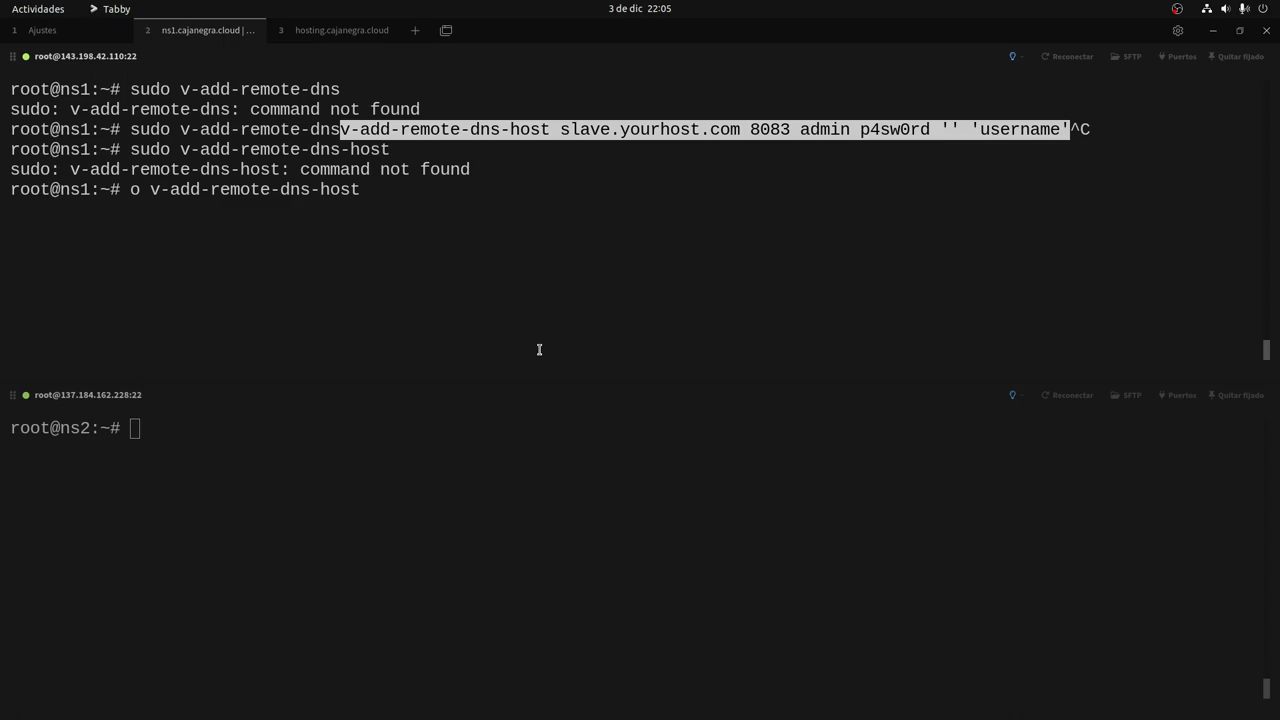 Actividades
Tabby
3 de dic 22:05
1 Ajustes
2 ns1.cajanegra.cloud | ...
3 hosting.cajanegra.cloud
root@143.198.42.110:22
Reconectar
SFTP
Puertos
Quitar fijado
root@ns1:~# sudo v-add-remote-dns
sudo: v-add-remote-dns: command not found
root@ns1:~# sudo v-add-remote-dnsv-add-remote-dns-host slave.yourhost.com 8083 admin p4sw0rd '' 'username'^C
root@ns1:~# sudo v-add-remote-dns-host
sudo: v-add-remote-dns-host: command not found
root@ns1:~# o v-add-remote-dns-host
root@137.184.162.228:22
Reconectar
SFTP
Puertos
Quitar fijado
root@ns2:~#